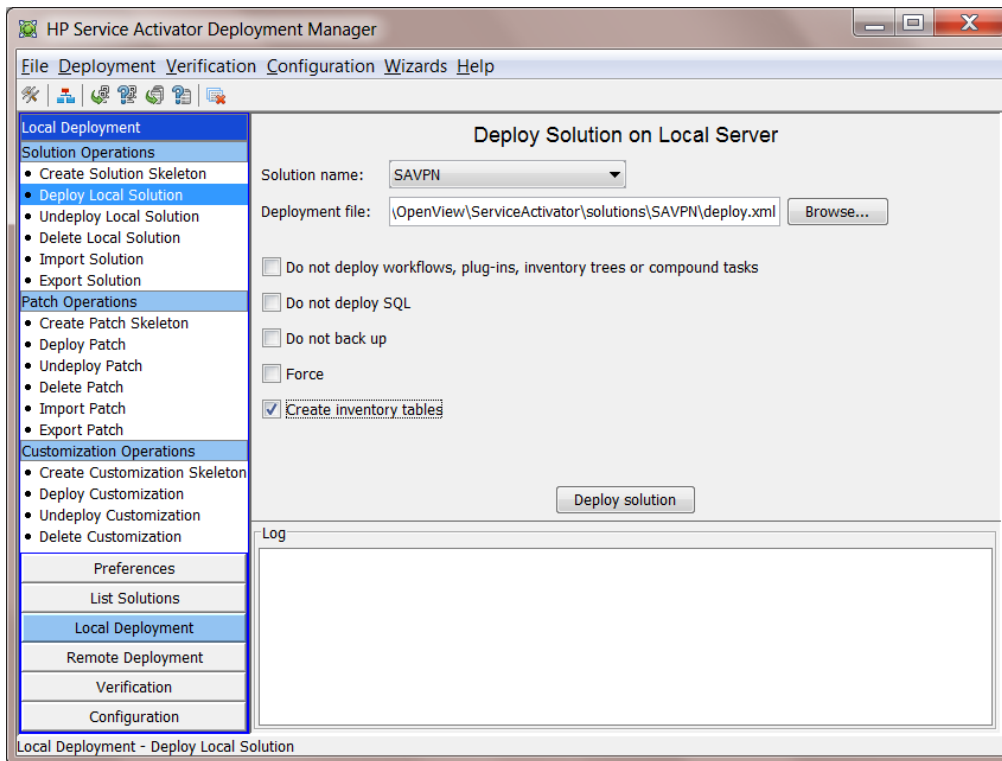 HP Service Activator Deployment Manager
File Deployment Verification Configuration Wizards Help
Local Deployment
Solution Operations
• Create Solution Skeleton
• Deploy Local Solution
• Undeploy Local Solution
• Delete Local Solution
• Import Solution
• Export Solution
Patch Operations
• Create Patch Skeleton
• Deploy Patch
• Undeploy Patch
• Delete Patch
• Import Patch
• Export Patch
Customization Operations
• Create Customization Skeleton
• Deploy Customization
• Undeploy Customization
• Delete Customization
Preferences
List Solutions
Local Deployment
Remote Deployment
Verification
Configuration
Deploy Solution on Local Server
Solution name: SAVPN
Deployment file: \OpenView\ServiceActivator\solutions\SAVPN\deploy.xml Browse...
Do not deploy workflows, plug-ins, inventory trees or compound tasks
Do not deploy SQL
Do not back up
Force
Create inventory tables
Deploy solution
Log
Local Deployment - Deploy Local Solution